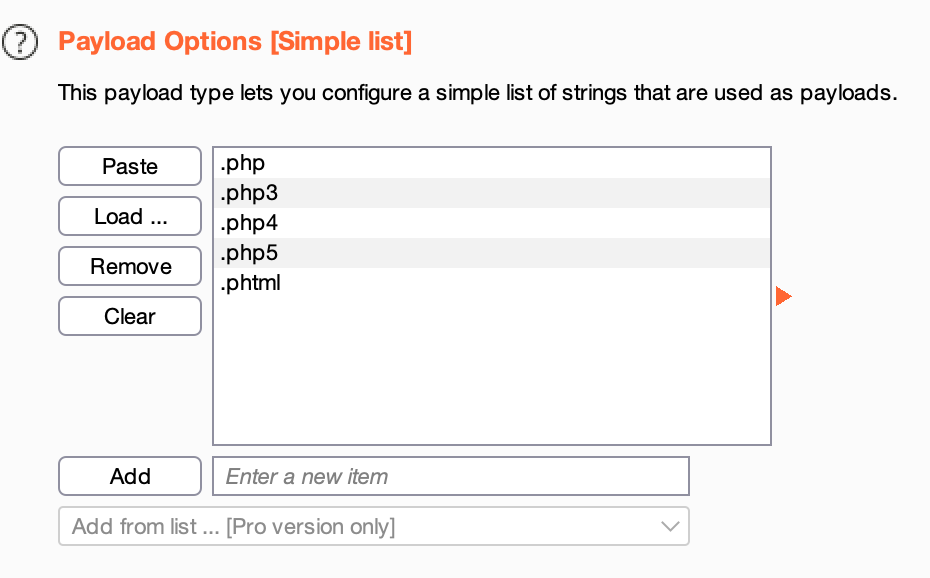 ?
Payload Options [Simple list]
This payload type lets you configure a simple list of strings that are used as payloads.
Paste
Load ...
Remove
Clear
.php
.php3
.php4
.php5
.phtml
Add
Enter a new item
Add from list ... [Pro version only]